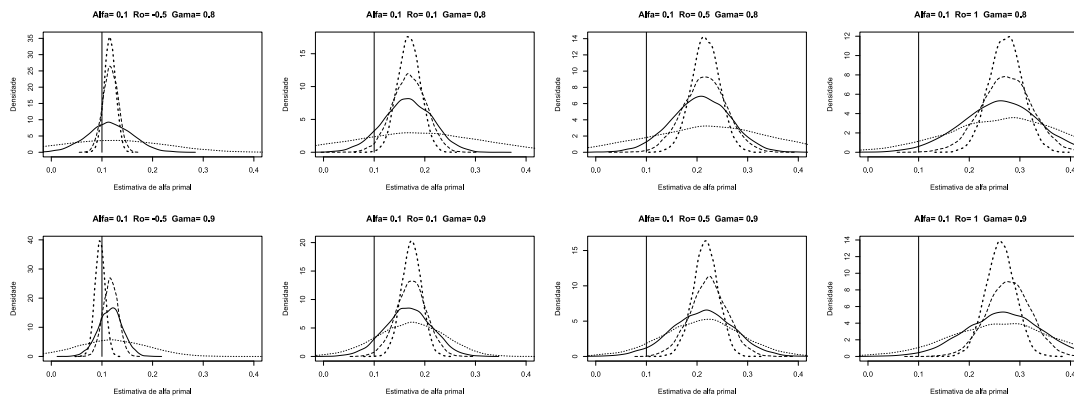 Alfa= 0.1 Ro= -0.5 Gama= 0.8
Densidade
0 5 10 15 20 25 30 35
0.0 0.1 0.2 0.3 0.4
Estimativa de alfa primal
Alfa= 0.1 Ro= 0.1 Gama= 0.8
Densidade
0 5 10 15
0.0 0.1 0.2 0.3 0.4
Estimativa de alfa primal
Alfa= 0.1 Ro= 0.5 Gama= 0.8
Densidade
0 2 4 6 8 10 14
0.0 0.1 0.2 0.3 0.4
Estimativa de alfa primal
Alfa= 0.1 Ro= 1 Gama= 0.8
Densidade
0 2 4 6 8 10 12
0.0 0.1 0.2 0.3 0.4
Estimativa de alfa primal
Alfa= 0.1 Ro= -0.5 Gama= 0.9
Densidade
0 10 20 30 40
0.0 0.1 0.2 0.3 0.4
Estimativa de alfa primal
Alfa= 0.1 Ro= 0.1 Gama= 0.9
Densidade
0 5 10 15 20
0.0 0.1 0.2 0.3 0.4
Estimativa de alfa primal
Alfa= 0.1 Ro= 0.5 Gama= 0.9
Densidade
0 5 10 15
0.0 0.1 0.2 0.3 0.4
Estimativa de alfa primal
Alfa= 0.1 Ro= 1 Gama= 0.9
Densidade
0 2 4 6 8 10 14
0.0 0.1 0.2 0.3 0.4
Estimativa de alfa primal